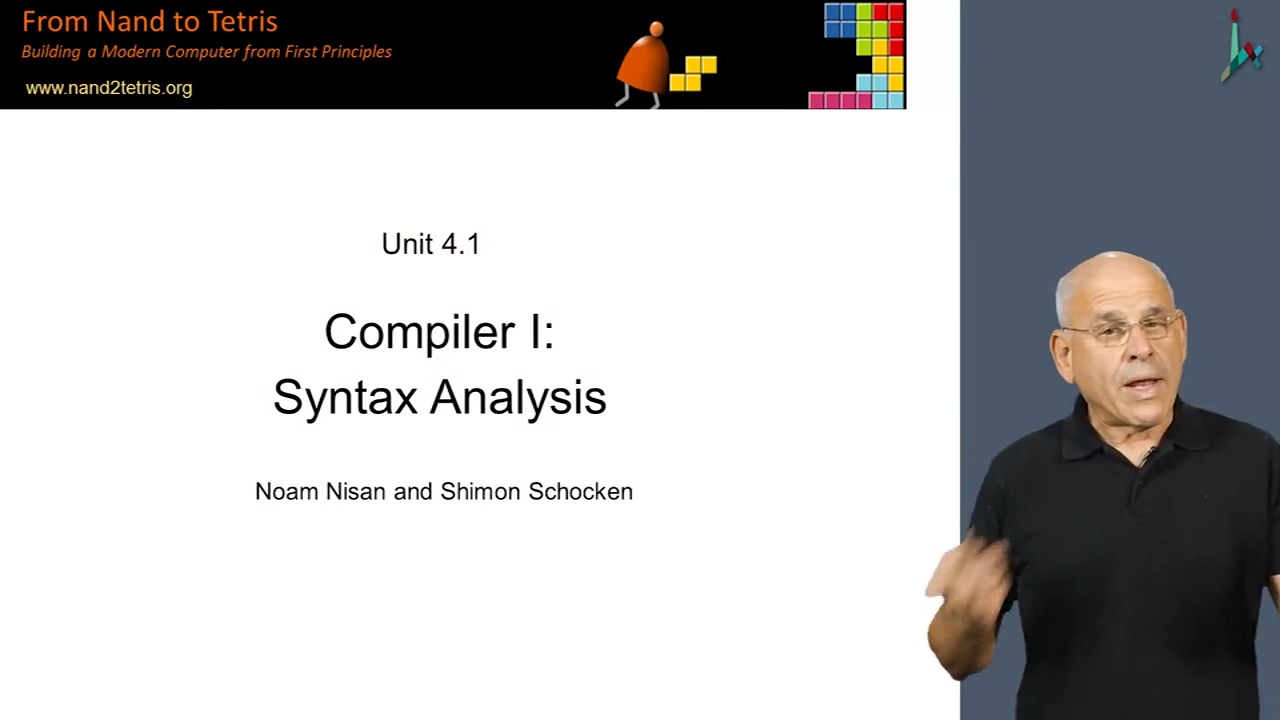 From Nand to Tetris
Building a Modern Computer from First Principles
www.nand2tetris.org
Unit 4.1
Compiler I:
Syntax Analysis
Noam Nisan and Shimon Schocken